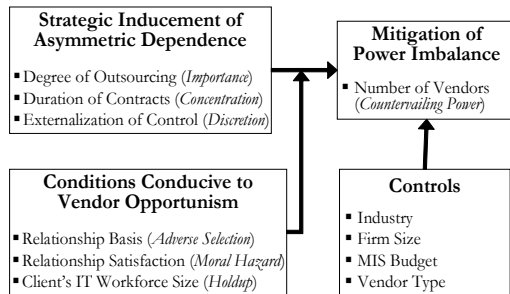 Strategic Inducement of
Asymmetric Dependence
▪ Degree of Outsourcing (Importance)
▪ Duration of Contracts (Concentration)
▪ Externalization of Control (Discretion)
Mitigation of
Power Imbalance
▪ Number of Vendors
(Countervailing Power)
Conditions Conducive to
Vendor Opportunism
▪ Relationship Basis (Adverse Selection)
▪ Relationship Satisfaction (Moral Hazard)
▪ Client's IT Workforce Size (Holdup)
Controls
▪ Industry
▪ Firm Size
▪ MIS Budget
▪ Vendor Type